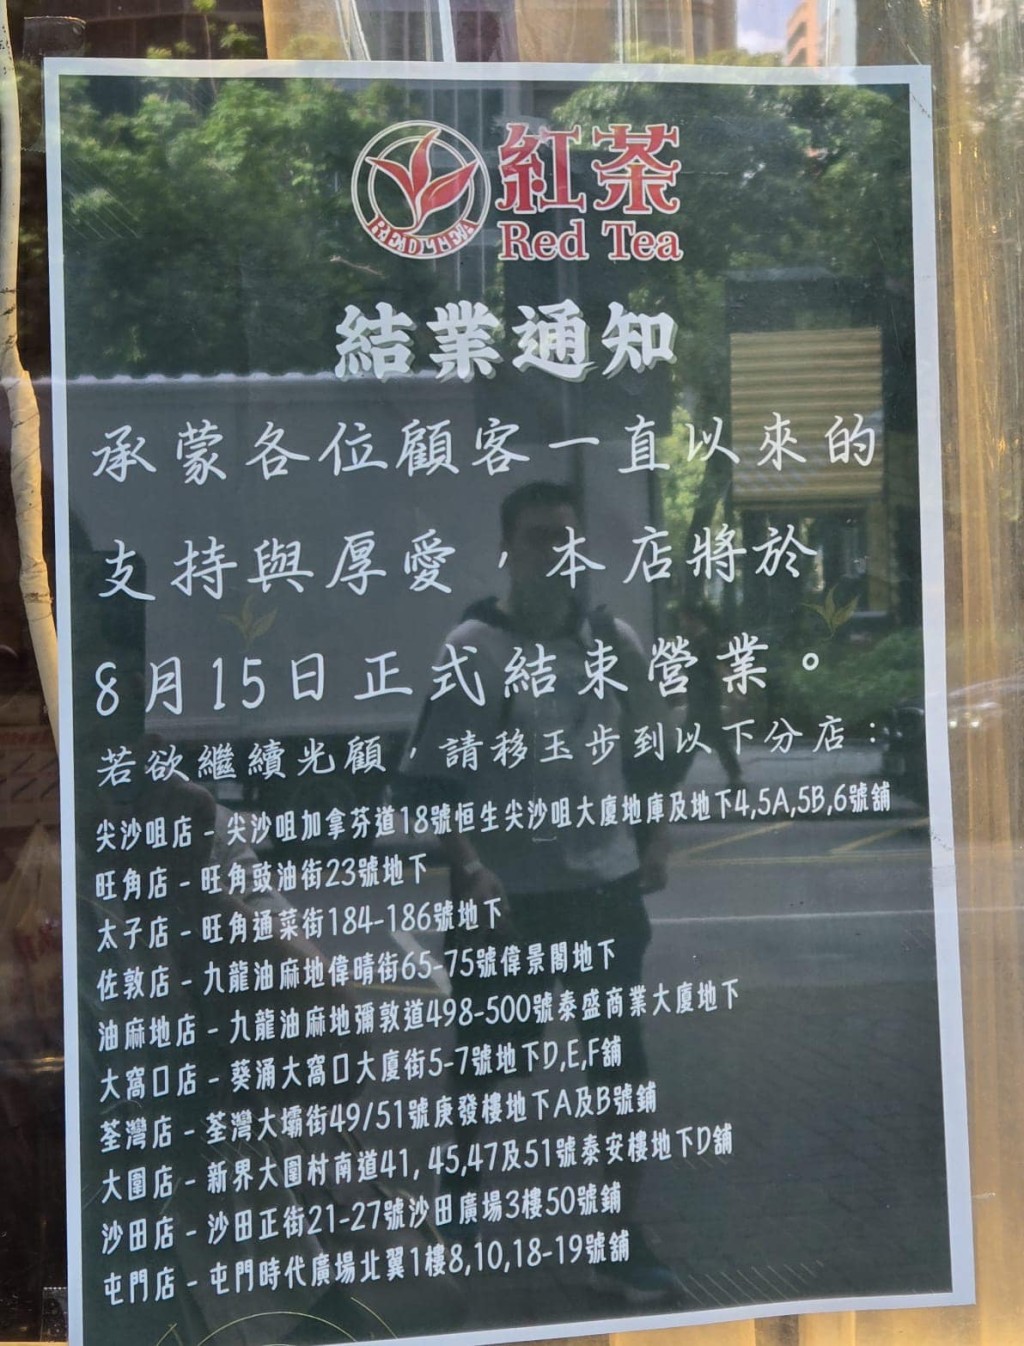 紅茶
RED TEA
Red Tea
結業通知
承蒙各位顧客一直以來的
支持與厚愛，本店將於
8月15日正式結束營業。
若欲繼續光顧，請移玉步到以下分店：
尖沙咀店 - 尖沙咀加拿芬道18號恒生尖沙咀大廈地庫及地下4,5A,5B,6號舖
旺角店 - 旺角豉油街23號地下
太子店 - 旺角通菜街184-186號地下
佐敦店 - 九龍油麻地偉晴街65-75號偉景閣地下
油麻地店 - 九龍油麻地彌敦道498-500號泰盛商業大廈地下
大窩口店 - 葵涌大窩口大廈街5-7號地下D,E,F舖
荃灣店 - 荃灣大壩街49/51號庚發樓地下A及B號鋪
大圍店 - 新界大圍村南道41, 45,47及51號泰安樓地下D舖
沙田店 - 沙田正街21-27號沙田廣場3樓50號鋪
屯門店 - 屯門時代廣場北翼1樓8,10,18-19號舖